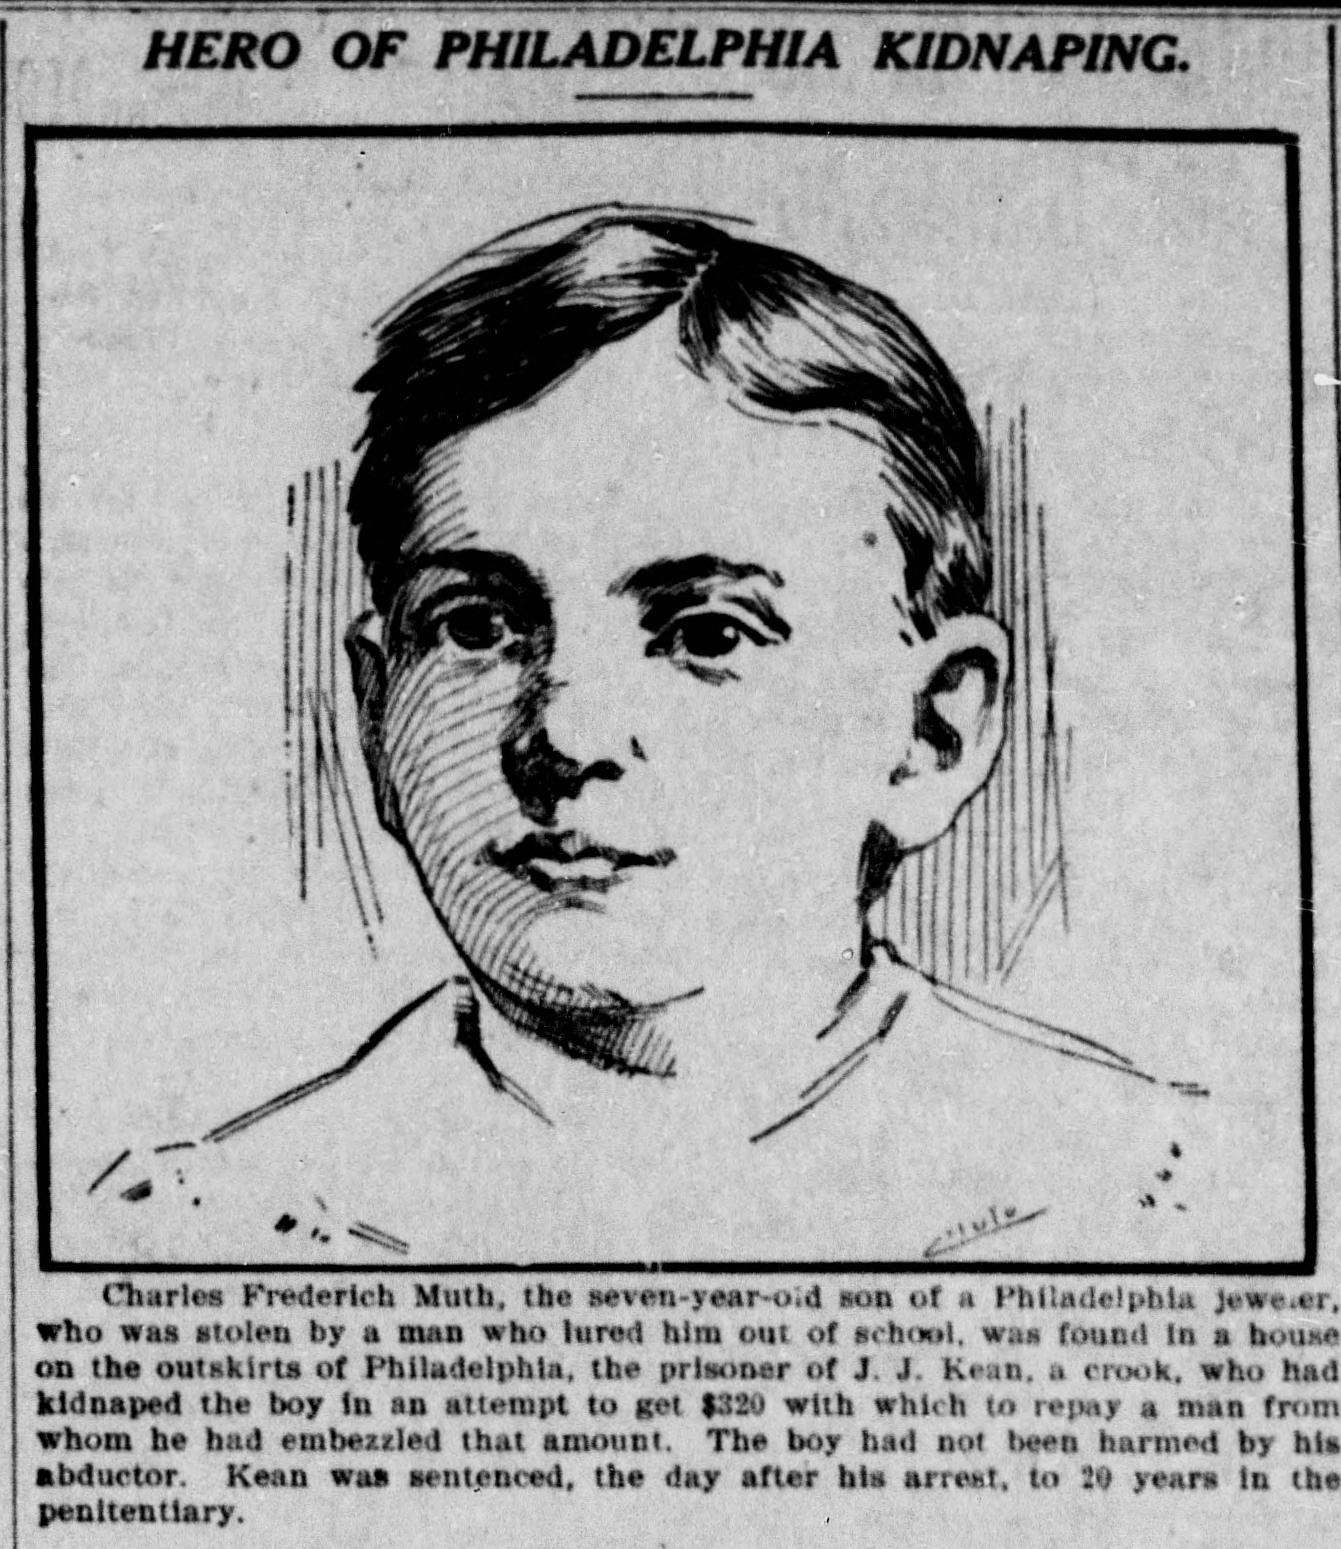 HERO OF PHILADELPHIA KIDNAPING.
Charles Frederich Muth, the seven-year-old son of a Philadelphia jeweler,
who was stolen by a man who lured him out of school, was found in a house
on the outskirts of Philadelphia, the prisoner of J. J. Kean, a crook, who had
kidnaped the boy in an attempt to get $320 with which to repay a man from
whom he had embezzled that amount. The boy had not been harmed by his
abductor. Kean was sentenced, the day after his arrest, to 20 years in the
penitentiary.